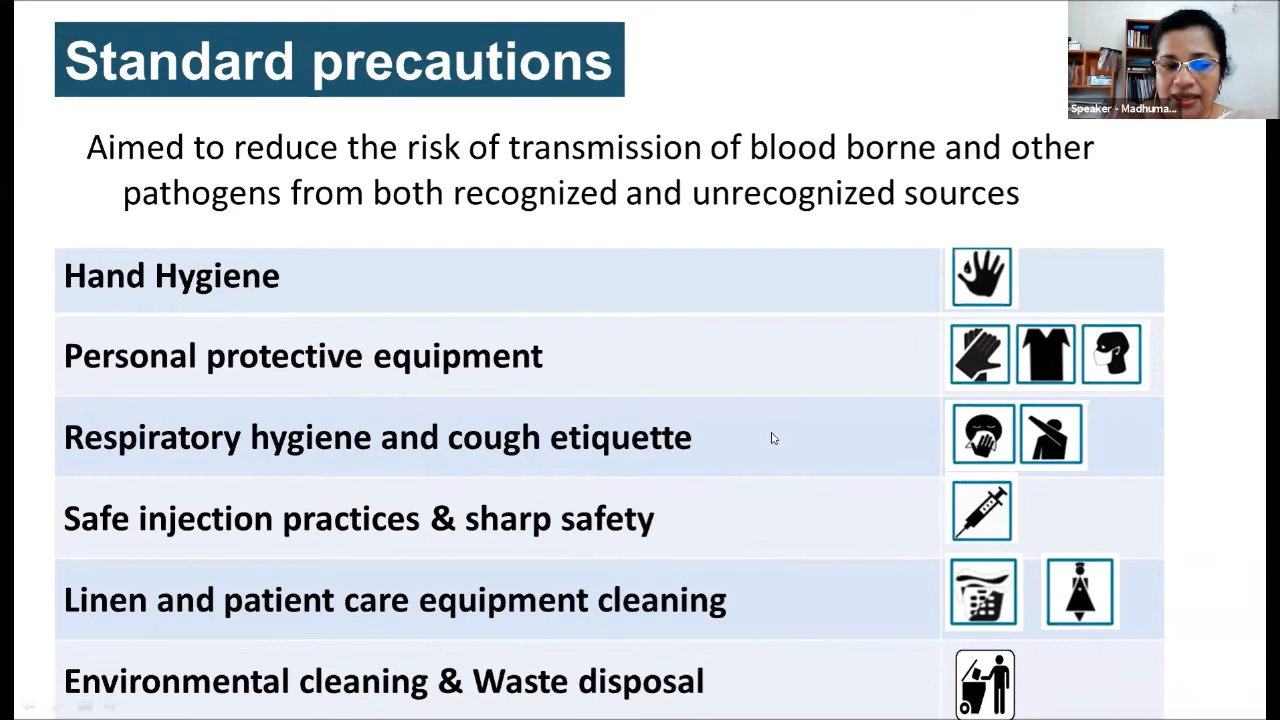 Standard precautions
Speaker - Madhuma...
Aimed to reduce the risk of transmission of blood borne and other
pathogens from both recognized and unrecognized sources
Hand Hygiene
Personal protective equipment
Respiratory hygiene and cough etiquette
Safe injection practices & sharp safety
Linen and patient care equipment cleaning
Environmental cleaning & Waste disposal